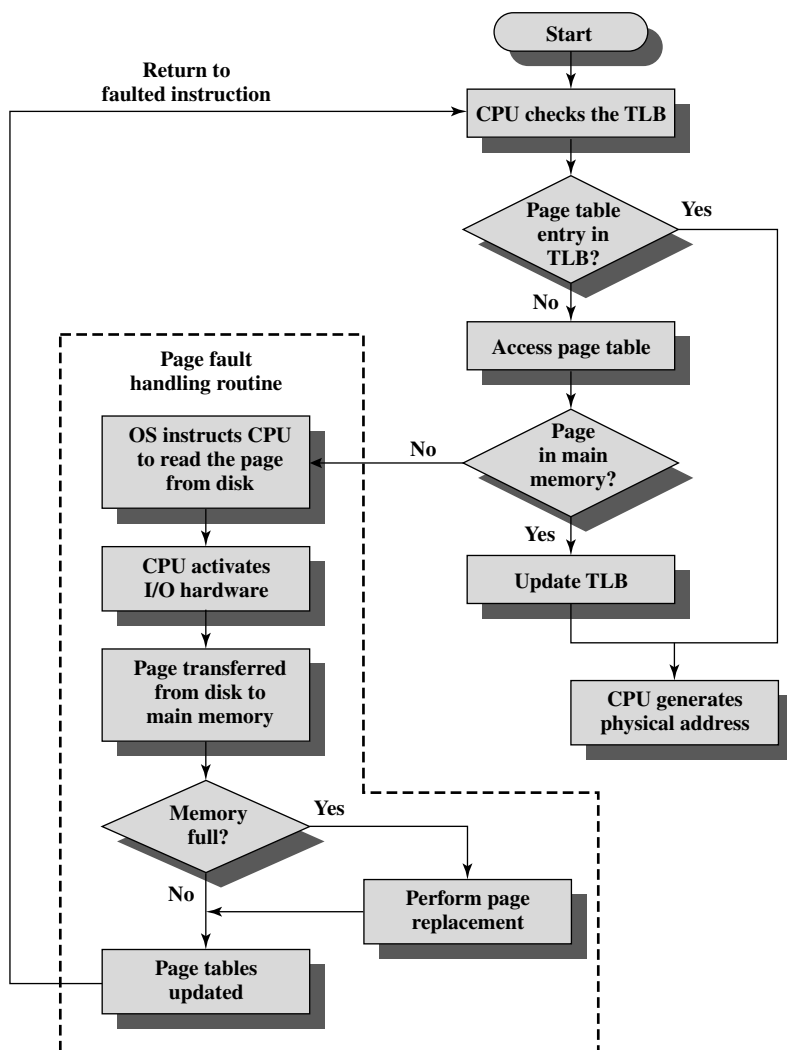 Start
Return to
faulted instruction
CPU checks the TLB
Page table
entry in
TLB?
Yes
No
Access page table
Page fault
handling routine
Page
in main
memory?
No
Yes
OS instructs CPU
to read the page
from disk
CPU activates
I/O hardware
Update TLB
Page transferred
from disk to
main memory
CPU generates
physical address
Memory
full?
Yes
No
Perform page
replacement
Page tables
updated